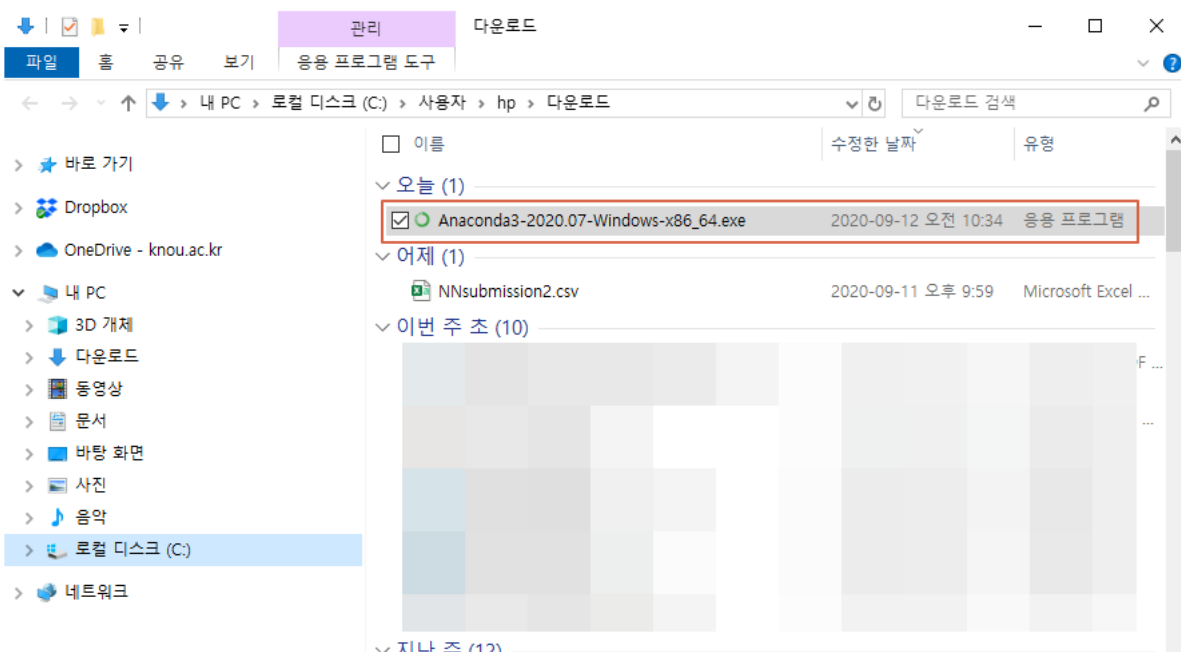 관리 다운로드
파일 홈 공유 보기 응용 프로그램 도구
내 PC 로컬 디스크 (C:) 사용자 hp 다운로드 다운로드 검색
이름 수정한 날짜 유형
바로 가기
Dropbox
OneDrive - knou.ac.kr
내 PC
3D 개체
다운로드
동영상
문서
바탕 화면
사진
음악
로컬 디스크 (C:)
네트워크
오늘 (1)
Anaconda3-2020.07-Windows-x86_64.exe 2020-09-12 오전 10:34 응용 프로그램
어제 (1)
NNsubmission2.csv 2020-09-11 오후 9:59 Microsoft Excel ...
이번 주 초 (10)
지난 주 (12)